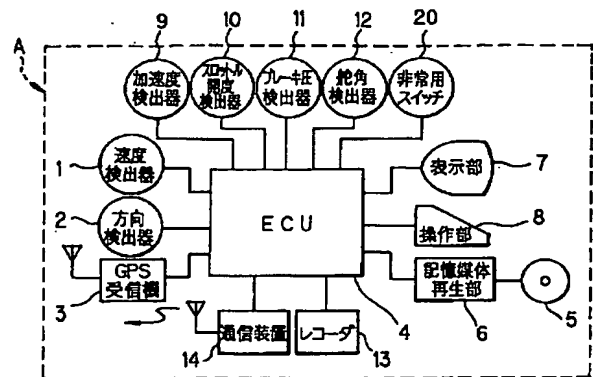 9
10
11
12
20
A
加速度
検出器
スロットル
開度
検出器
ブレーキ圧
検出器
舵角
検出器
非常用
スイッチ
1
速度
検出器
2
方向
検出器
3
GPS
受信機
ECU
4
表示部
7
操作部
8
記憶媒体
再生部
6
5
通信装置
14
レコーダ
13